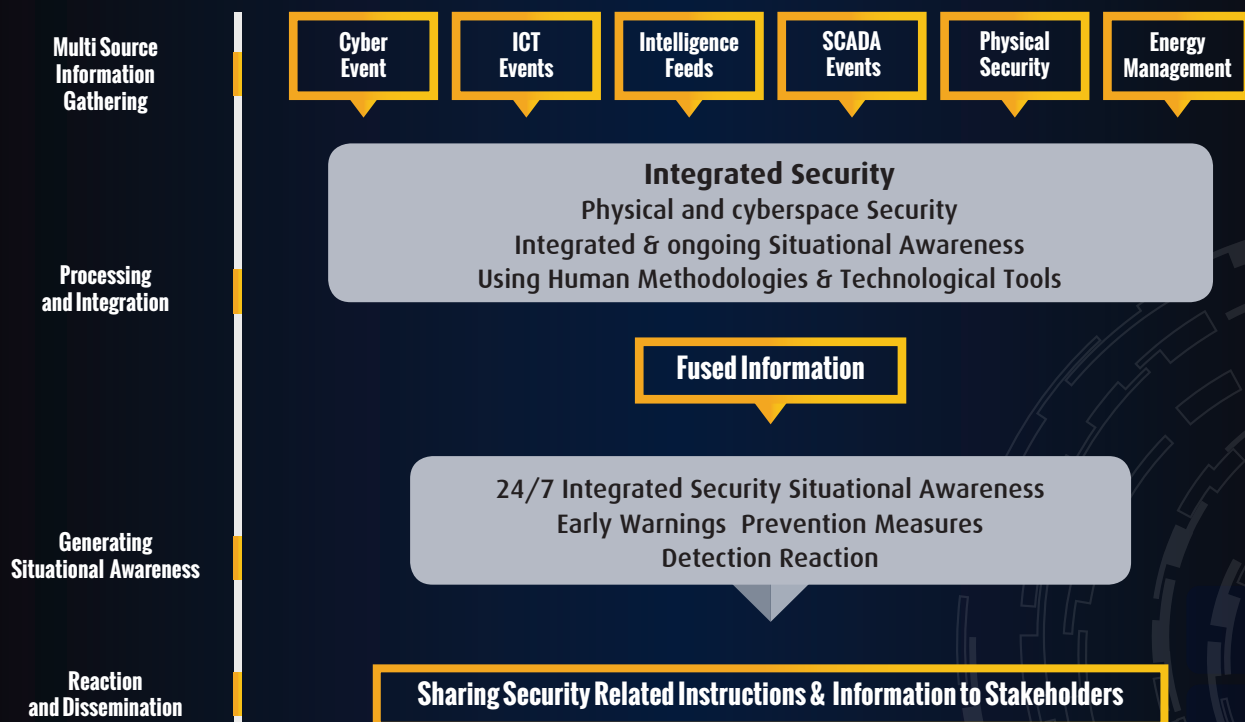 Multi Source
Information
Gathering
Cyber
Event
ICT
Events
Intelligence
Feeds
SCADA
Events
Physical
Security
Energy
Management
Integrated Security
Physical and cyberspace Security
Integrated & ongoing Situational Awareness
Using Human Methodologies & Technological Tools
Processing
and Integration
Fused Information
24/7 Integrated Security Situational Awareness
Early Warnings Prevention Measures
Detection Reaction
Generating
Situational Awareness
Reaction
and Dissemination
Sharing Security Related Instructions & Information to Stakeholders